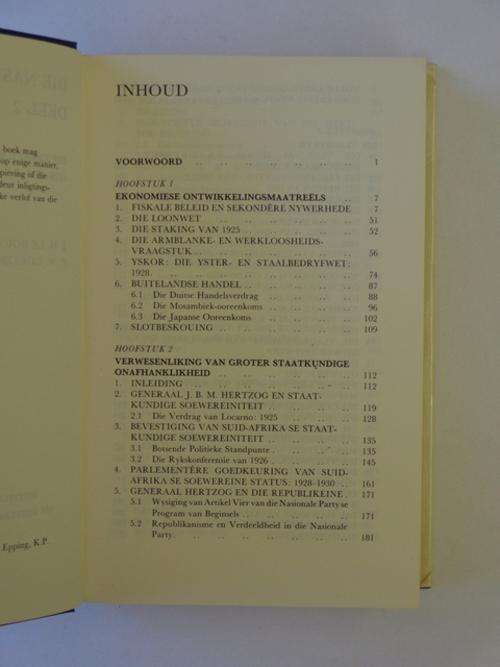 boek mag
op enige manier,
deur inligtings-
ke verlof van die
Epping, K.P.
INHOUD
VOORWOORD .. .. .. .. .. .. .. 1
HOOFSTUK 1
EKONOMIESE ONTWIKKELINGSMAATREËLS .. 7
1. FISKALE BELEID EN SEKONDÊRE NYWERHEDE 7
2. DIE LOONWET .. .. .. .. .. .. 51
3. DIE STAKING VAN 1925 .. .. .. .. 52
4. DIE ARMBLANKE- EN WERKLOOSHEIDS-
VRAAGSTUK .. .. .. .. .. .. 56
5. YSKOR: DIE YSTER- EN STAALBEDRYFWET:
1928 .. .. .. .. .. .. .. 74
6. BUITELANDSE HANDEL .. .. .. .. 87
6.1 Die Duitse Handelsverdrag .. .. .. 88
6.2 Die Mosambiek-ooreenkoms .. .. .. 96
6.3 Die Japanse Ooreenkoms .. .. .. 102
7. SLOTBESKOUING .. .. .. .. .. 109
HOOFSTUK 2
VERWESENLIKING VAN GROTER STAATKUNDIGE
ONAFHANKLIKHEID .. .. .. .. .. 112
1. INLEIDING .. .. .. .. .. .. 112
2. GENERAAL J. B. M. HERTZOG EN STAAT-
KUNDIGE SOEWEREINITEIT .. .. .. 119
2.1 Die Verdrag van Locarno: 1925 .. .. 128
3. BEVESTIGING VAN SUID-AFRIKA SE STAAT-
KUNDIGE SOEWEREINITEIT .. .. .. 135
3.1 Botsende Politieke Standpunte .. .. .. 135
3.2 Die Rykskonferensie van 1926 .. .. .. 145
4. PARLEMENTÊRE GOEDKEURING VAN SUID-
AFRIKA SE SOEWEREINE STATUS: 1928-1930 .. 161
5. GENERAAL HERTZOG EN DIE REPUBLIKEINE . 171
5.1 Wysiging van Artikel Vier van die Nasionale Party se
Program van Beginsels .. .. .. .. 171
5.2 Republikanisme en Verdeeldheid in die Nasionale
Party .. .. .. .. .. .. .. 181